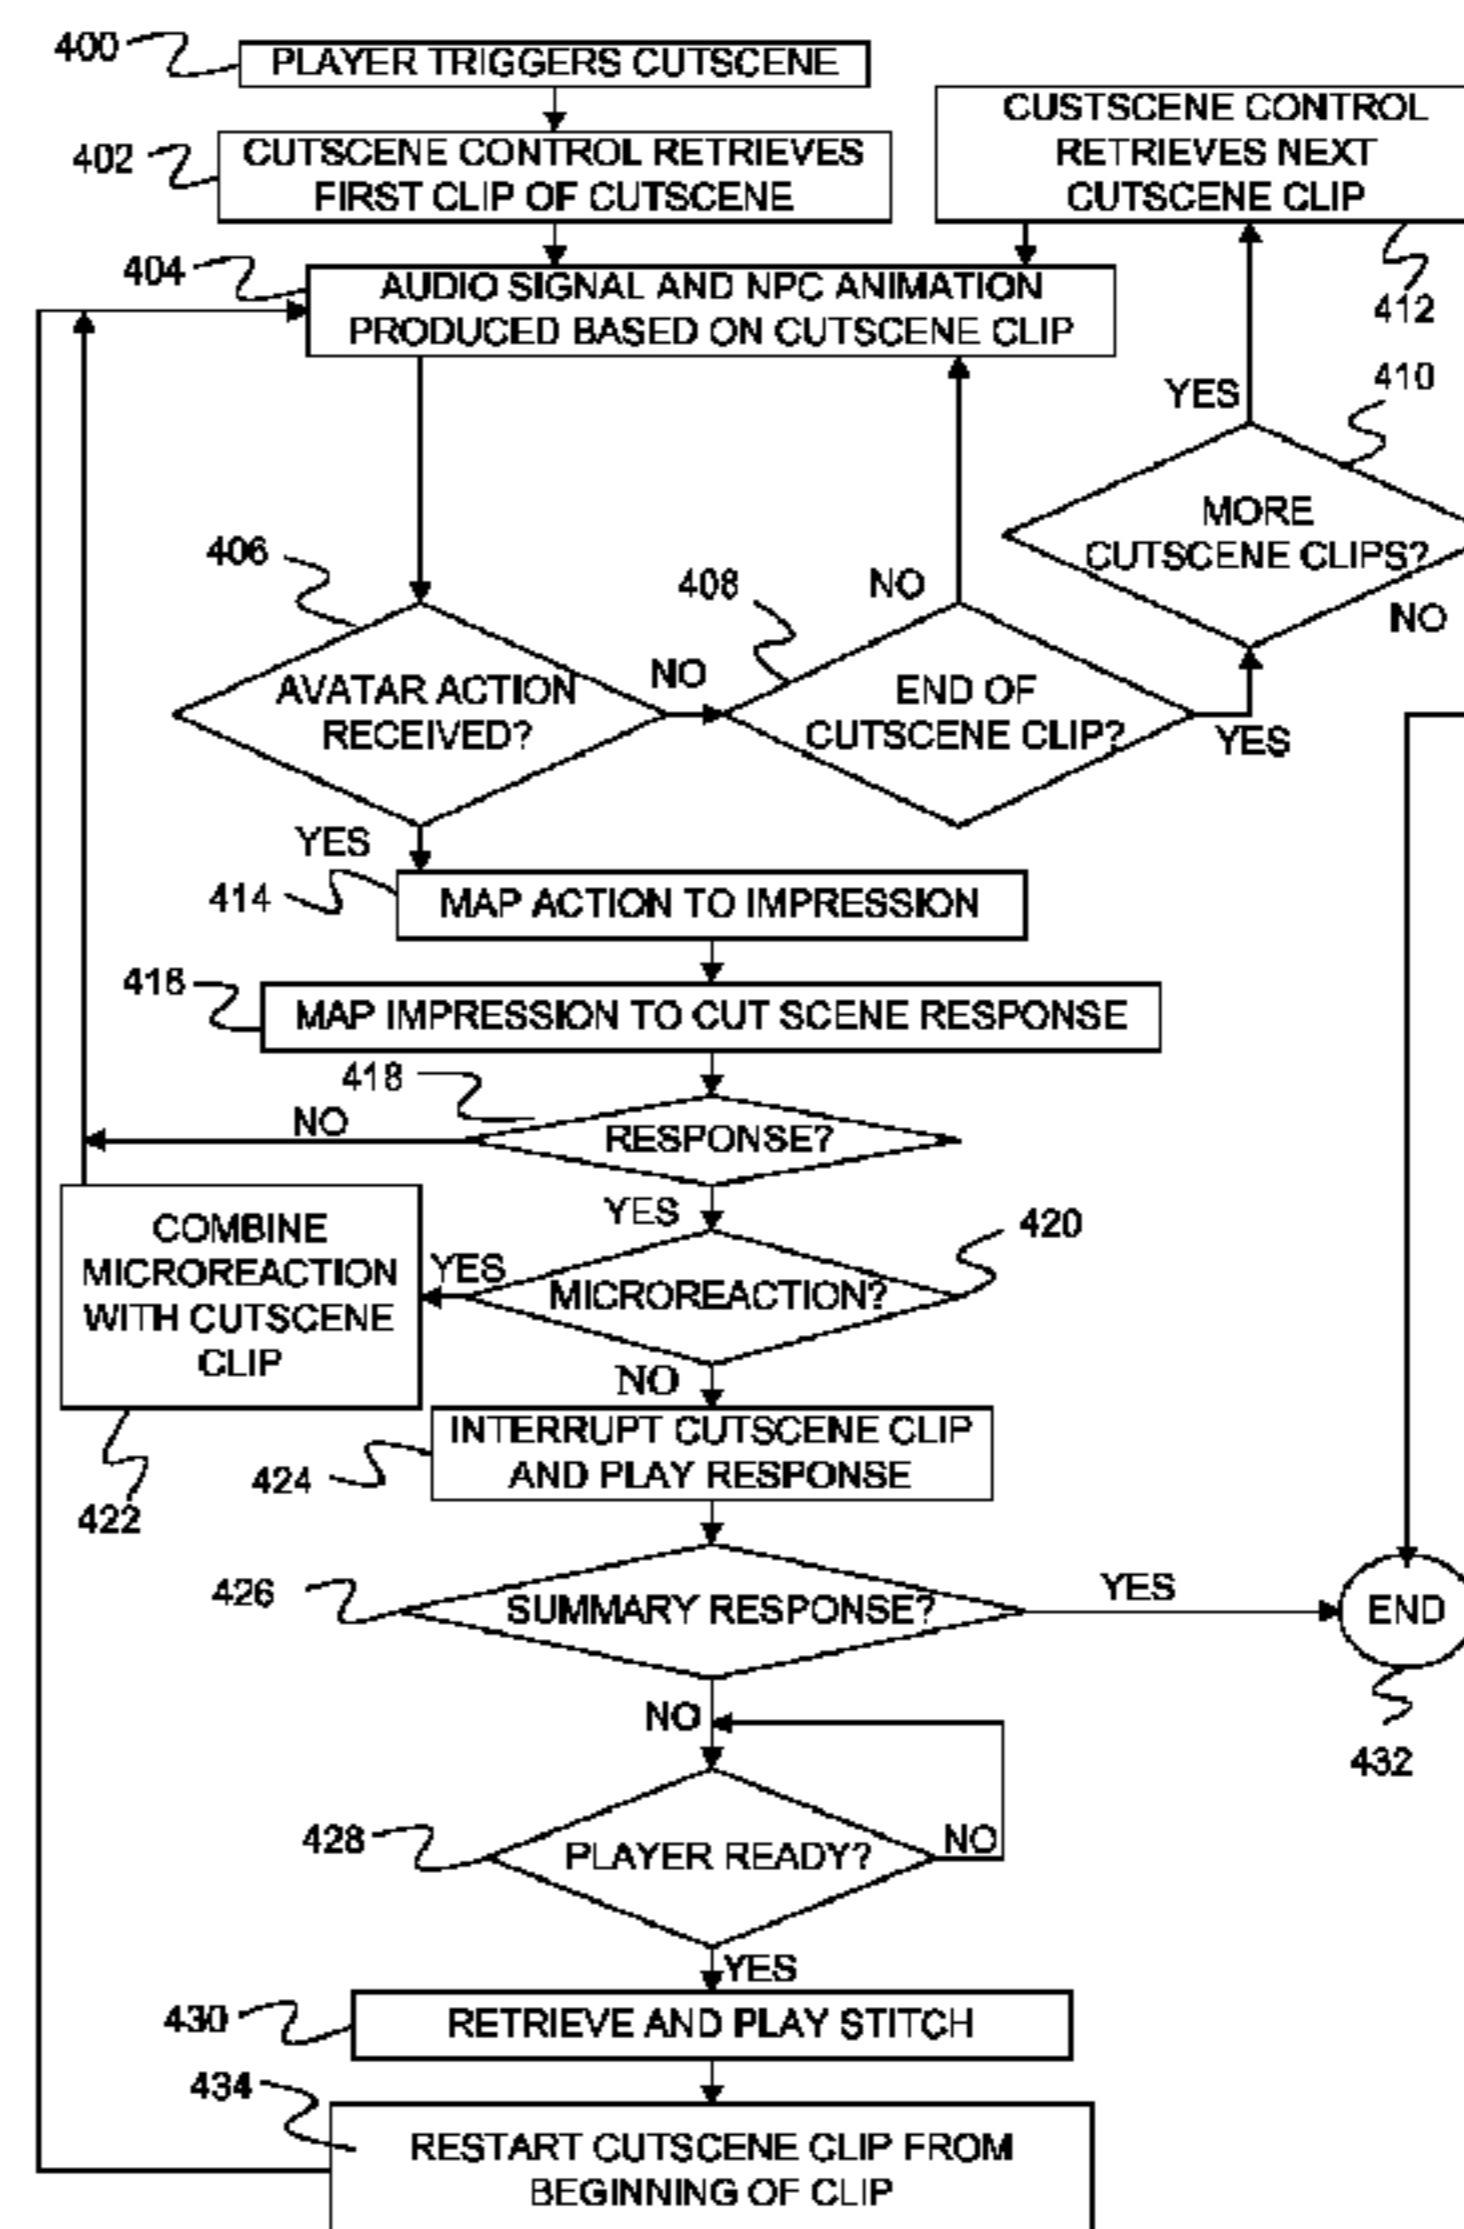 400
PLAYER TRIGGERS CUTSCENE
402
CUTSCENE CONTROL RETRIEVES
FIRST CLIP OF CUTSCENE
CUSTSCENE CONTROL
RETRIEVES NEXT
CUTSCENE CLIP
412
404
AUDIO SIGNAL AND NPC ANIMATION
PRODUCED BASED ON CUTSCENE CLIP
410
YES
MORE
CUTSCENE CLIPS?
NO
406
AVATAR ACTION
RECEIVED?
NO
408
NO
END OF
CUTSCENE CLIP?
YES
YES
414
MAP ACTION TO IMPRESSION
416
MAP IMPRESSION TO CUT SCENE RESPONSE
418
RESPONSE?
NO
YES
420
MICROREACTION?
YES
COMBINE
MICROREACTION
WITH CUTSCENE
CLIP
422
NO
424
INTERRUPT CUTSCENE CLIP
AND PLAY RESPONSE
426
SUMMARY RESPONSE?
YES
END
432
NO
428
PLAYER READY?
NO
YES
430
RETRIEVE AND PLAY STITCH
434
RESTART CUTSCENE CLIP FROM
BEGINNING OF CLIP